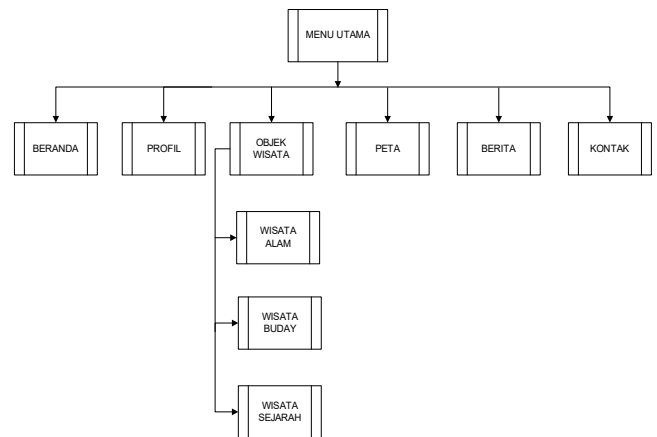 MENU UTAMA
BERANDA
PROFIL
OBJEK
WISATA
PETA
BERITA
KONTAK
WISATA
ALAM
WISATA
BUDAY
WISATA
SEJARAH